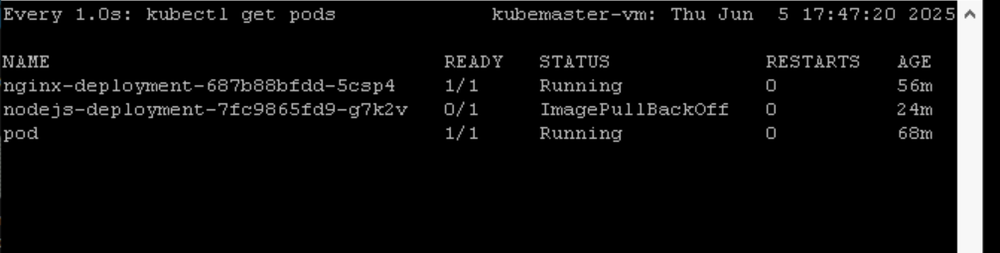 Every 1.0s: kubectl get pods kubemaster-vm: Thu Jun 5 17:47:20 2025
NAME READY STATUS RESTARTS AGE
nginx-deployment-687b88bfdd-5csp4 1/1 Running 0 56m
nodejs-deployment-7fc9865fd9-g7k2v 0/1 ImagePullBackOff 0 24m
pod 1/1 Running 0 68m